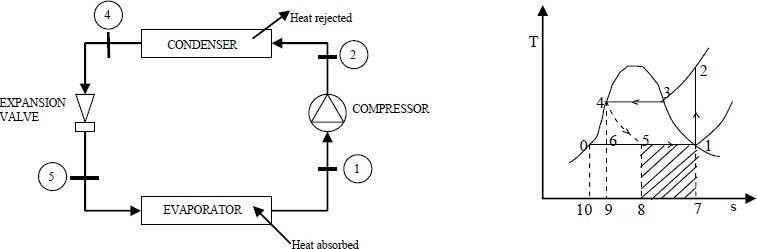 4
Heat rejected
CONDENSER
2
EXPANSION
VALVE
COMPRESSOR
5
1
EVAPORATOR
Heat absorbed
T
2
3
4
0
6
5
1
10
9
8
7
s